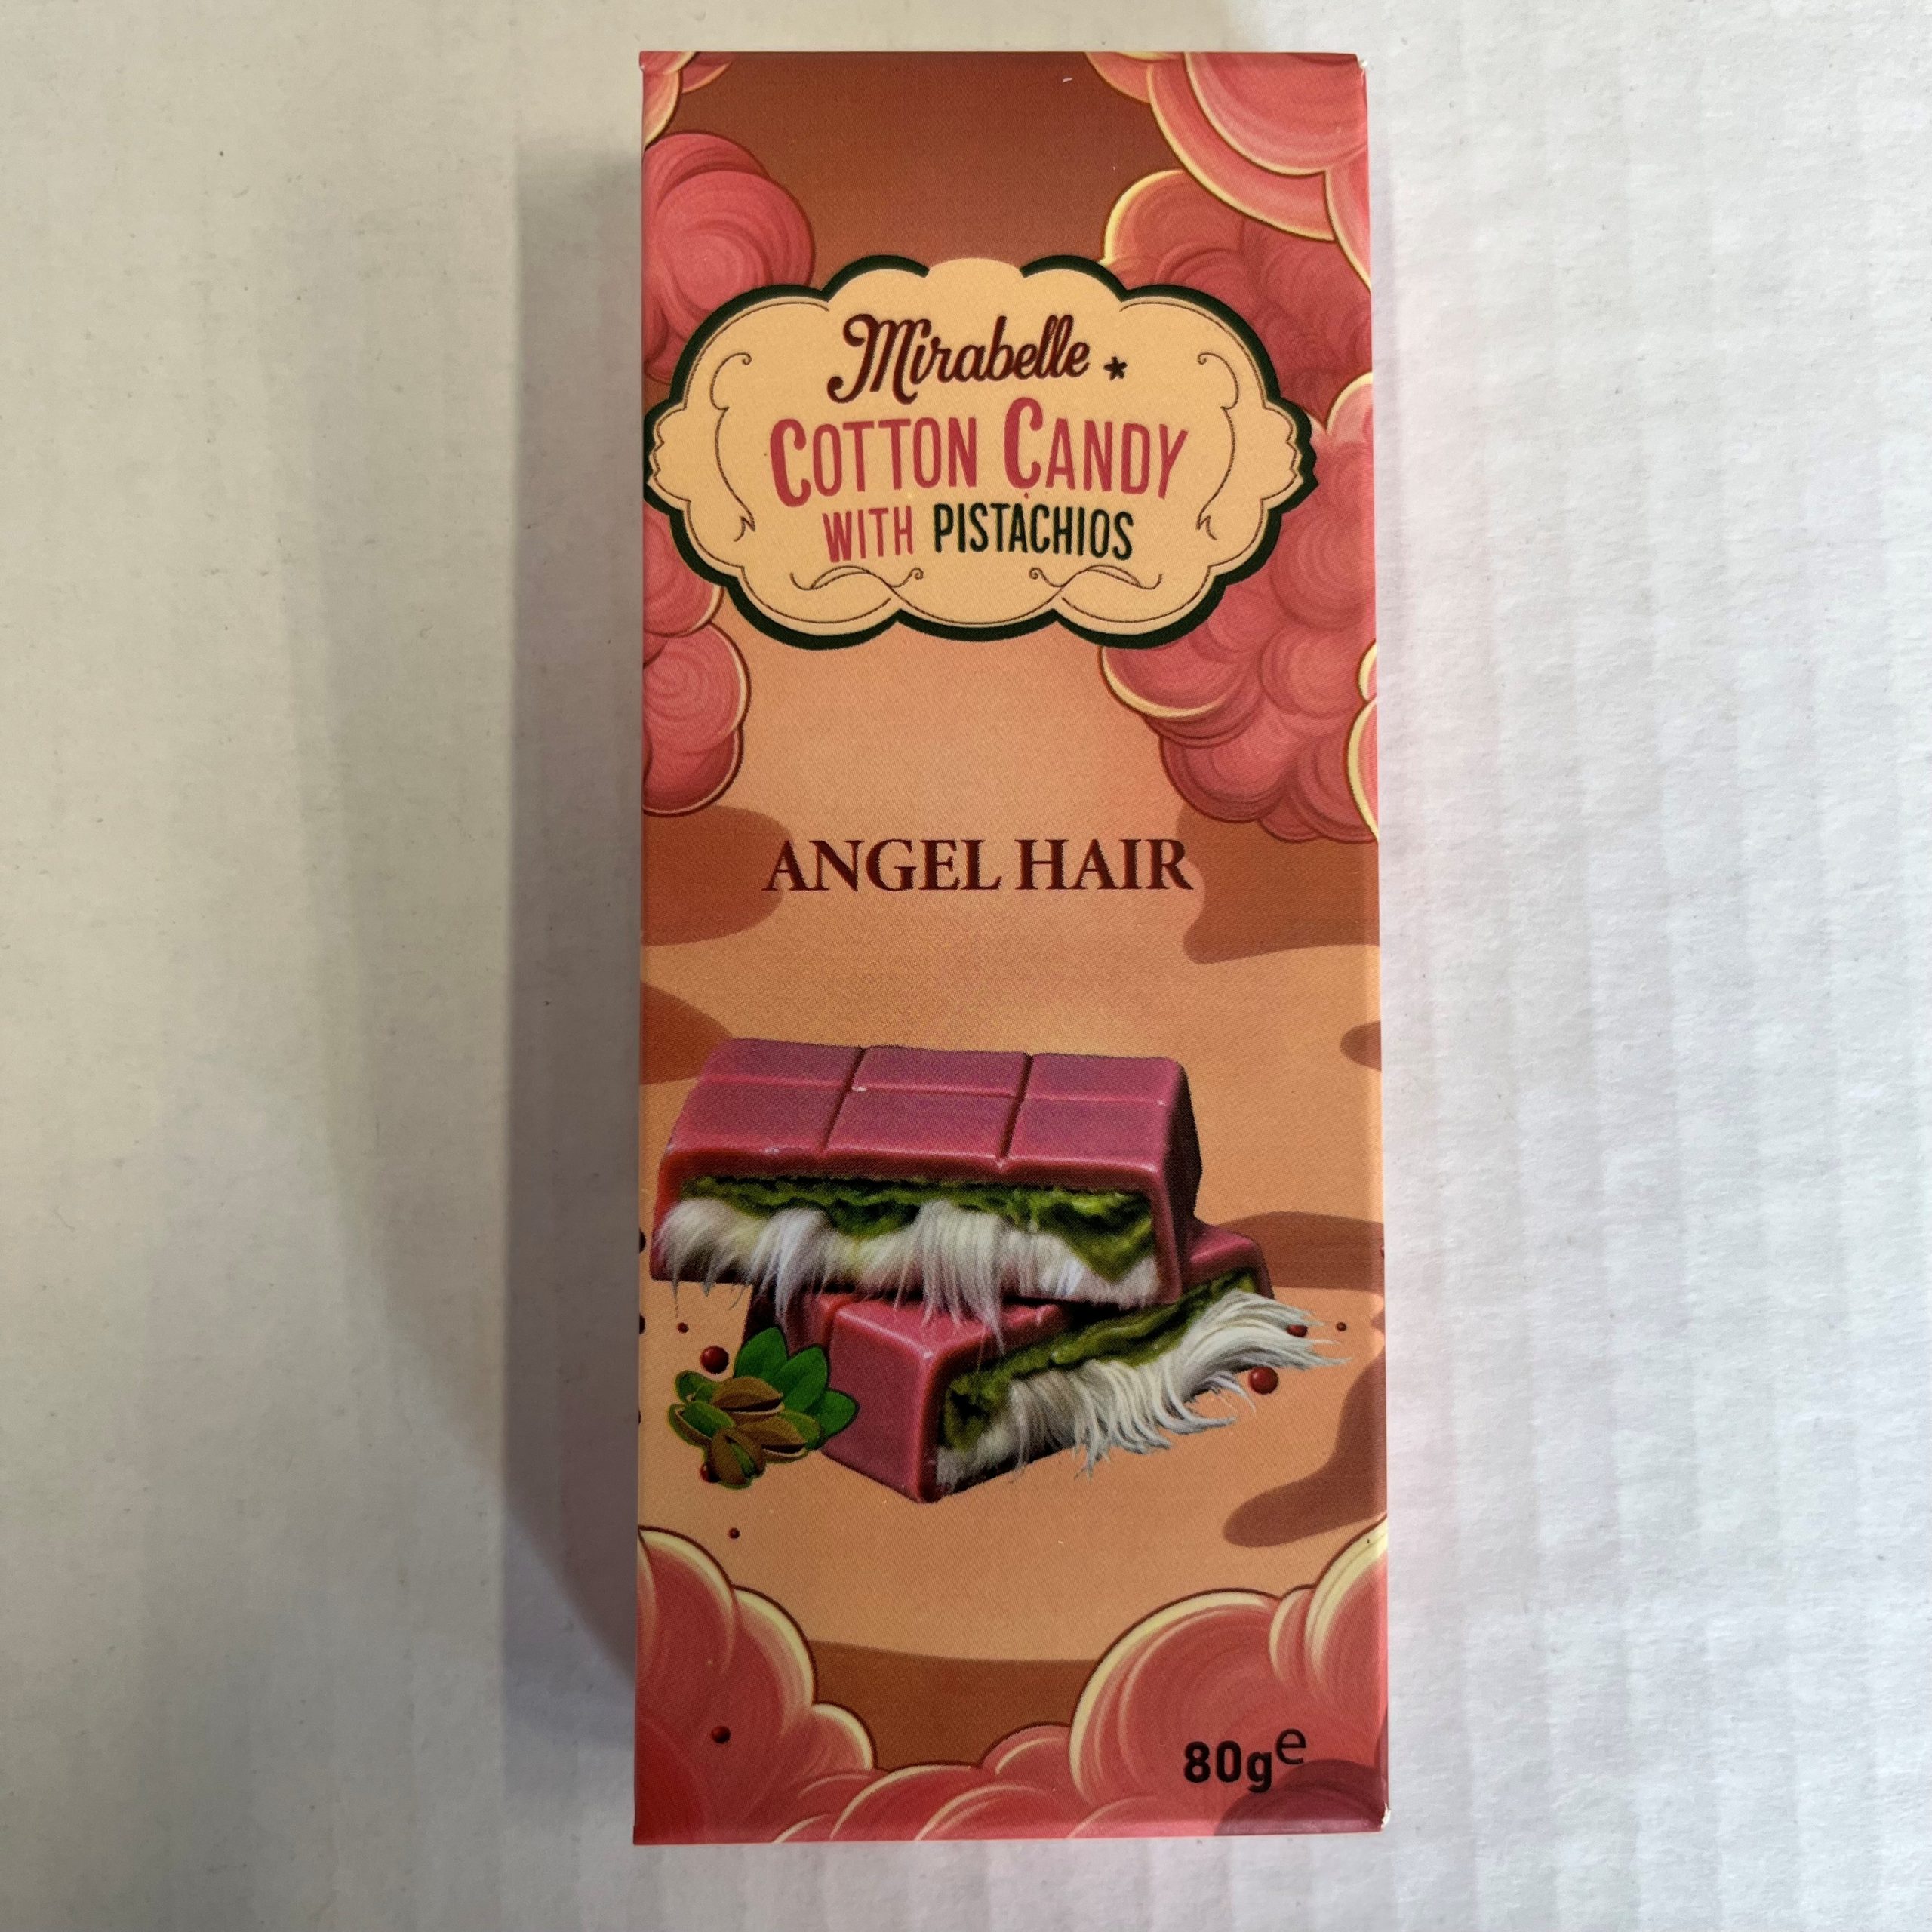 Mirabelle
COTTON CANDY
WITH PISTACHIOS
ANGEL HAIR
80g e